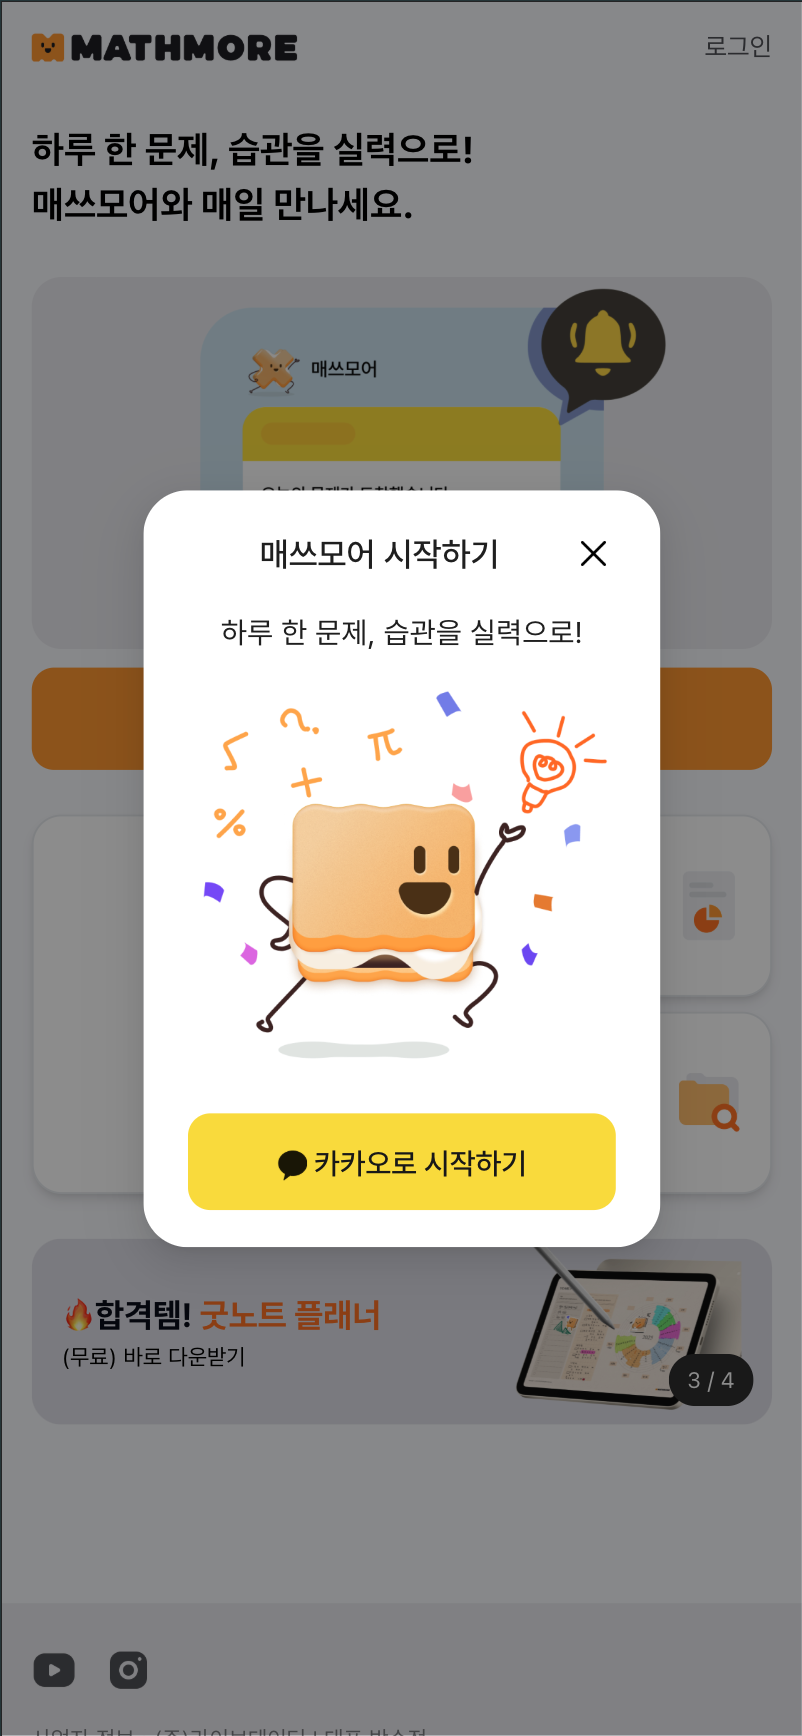 MATHMORE
로그인
하루 한 문제, 습관을 실력으로!
매쓰모어와 매일 만나세요.
매쓰모어
매쓰모어 시작하기
하루 한 문제, 습관을 실력으로!
카카오로 시작하기
🔥합격템! 굿노트 플래너
(무료) 바로 다운받기
3 / 4